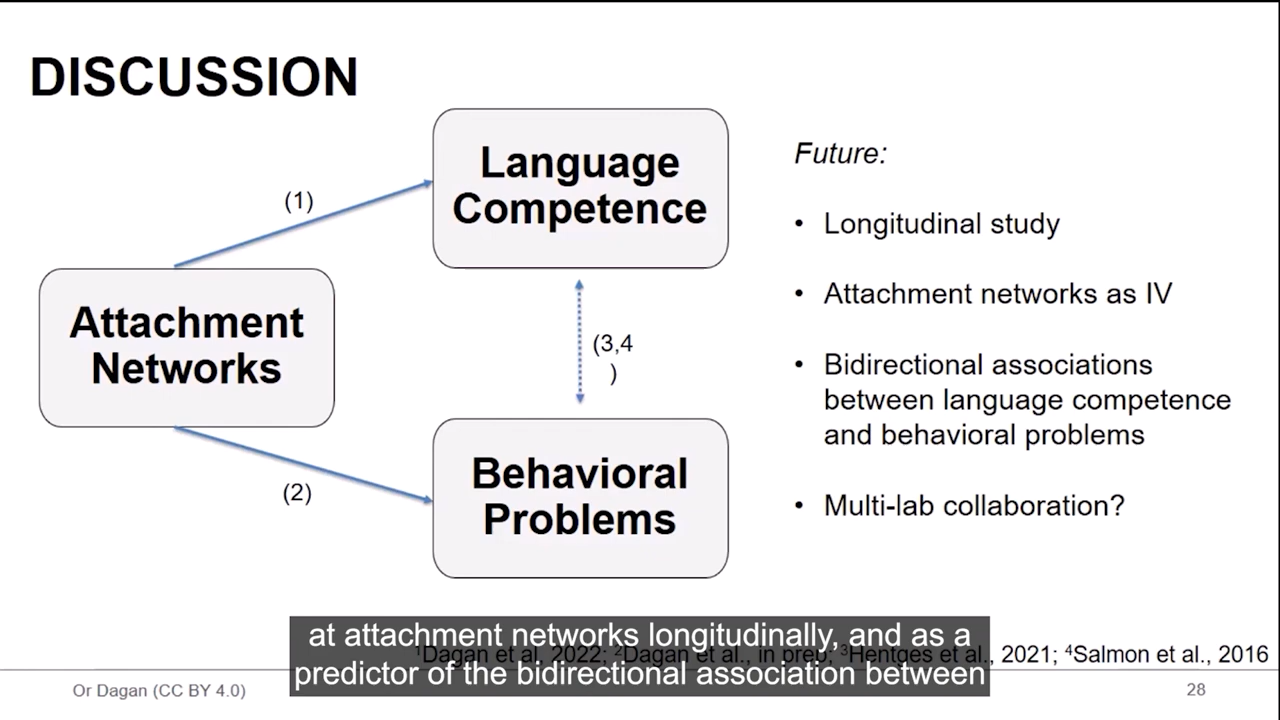 DISCUSSION
Language
Competence
(1)
Attachment
Networks
(3,4
)
(2)
Behavioral
Problems
Future:
• Longitudinal study
• Attachment networks as IV
• Bidirectional associations
between language competence
and behavioral problems
• Multi-lab collaboration?
at attachment networks longitudinally, and as a
predictor of the bidirectional association between
¹Dagan et al., 2022; ²Dagan et al., in prep; ³Hentges et al., 2021; ⁴Salmon et al., 2016
Or Dagan (CC BY 4.0)
28